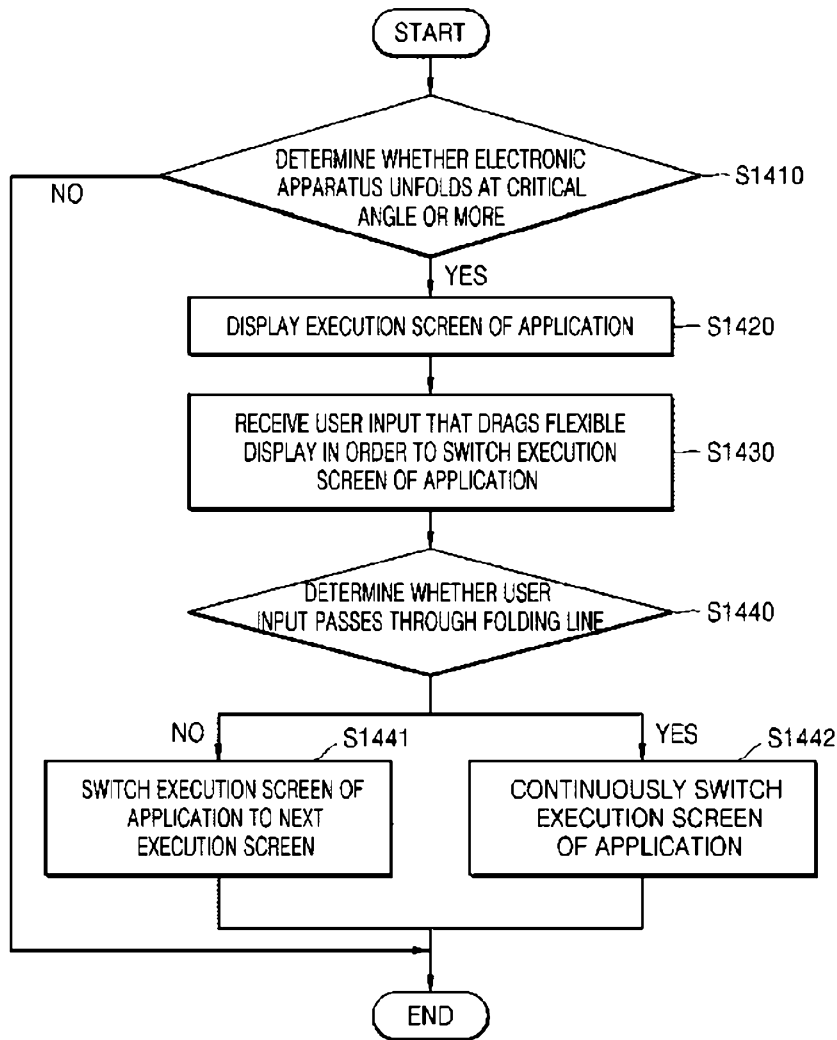 START
DETERMINE WHETHER ELECTRONIC
APPARATUS UNFOLDS AT CRITICAL
ANGLE OR MORE
S1410
NO
YES
DISPLAY EXECUTION SCREEN OF APPLICATION
S1420
RECEIVE USER INPUT THAT DRAGS FLEXIBLE
DISPLAY IN ORDER TO SWITCH EXECUTION
SCREEN OF APPLICATION
S1430
DETERMINE WHETHER USER
INPUT PASSES THROUGH FOLDING LINE
S1440
NO
S1441
YES
S1442
SWITCH EXECUTION SCREEN OF
APPLICATION TO NEXT
EXECUTION SCREEN
CONTINUOUSLY SWITCH
EXECUTION SCREEN
OF APPLICATION
END